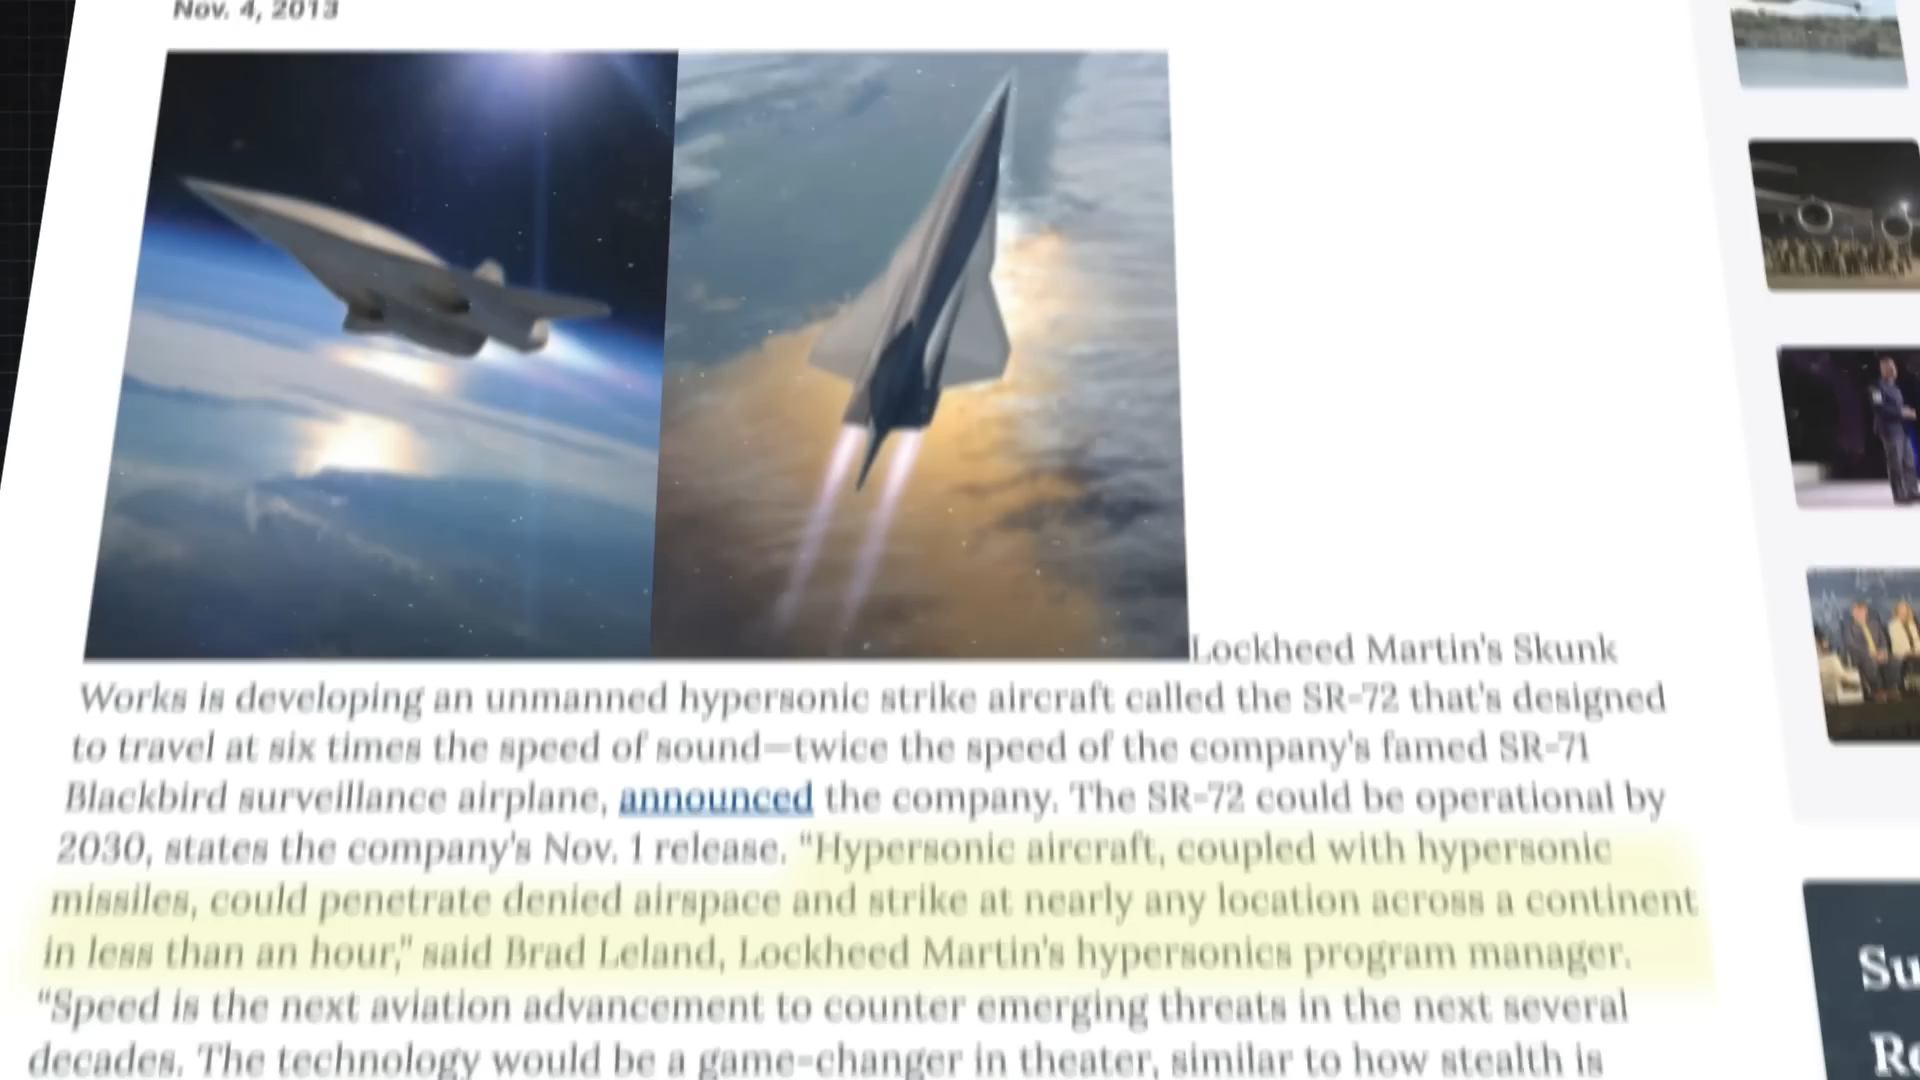 Nov. 4, 2013
Lockheed Martin's Skunk
Works is developing an unmanned hypersonic strike aircraft called the SR-72 that's designed
to travel at six times the speed of sound—twice the speed of the company's famed SR-71
Blackbird surveillance airplane, announced the company. The SR-72 could be operational by
2030, states the company's Nov. 1 release. “Hypersonic aircraft, coupled with hypersonic
missiles, could penetrate denied airspace and strike at nearly any location across a continent
in less than an hour,” said Brad Leland, Lockheed Martin's hypersonics program manager.
“Speed is the next aviation advancement to counter emerging threats in the next several
decades. The technology would be a game-changer in theater, similar to how stealth is
Su
Re